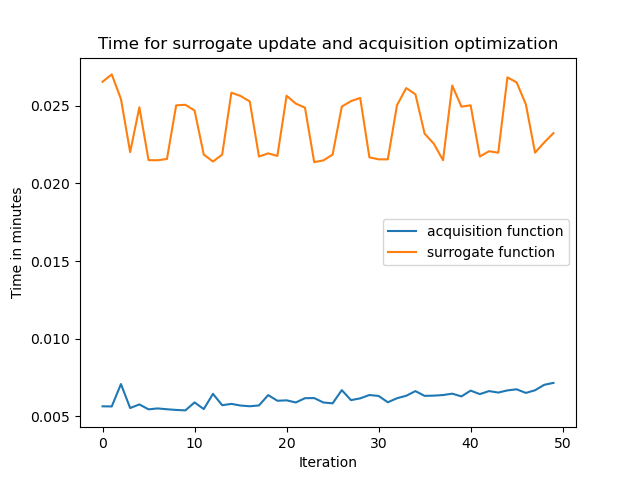 Time for surrogate update and acquisition optimization
0.025
0.020
0.015
0.010
0.005
Time in minutes
acquisition function
surrogate function
0
10
20
30
40
50
Iteration